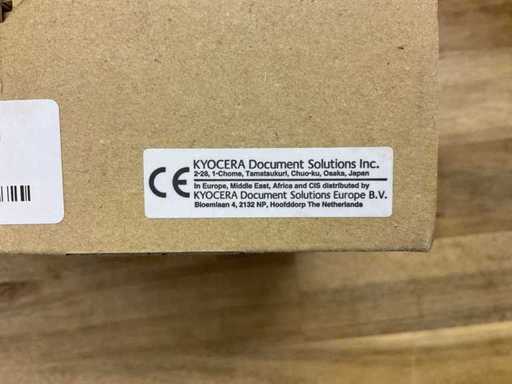 CE
KYOCERA Document Solutions Inc.
2-28, 1-Chome, Tamatsukuri, Chuo-ku, Osaka, Japan
In Europe, Middle East, Africa and CIS distributed by
KYOCERA Document Solutions Europe B.V.
Bloemlaan 4, 2132 NP, Hoofddorp The Netherlands